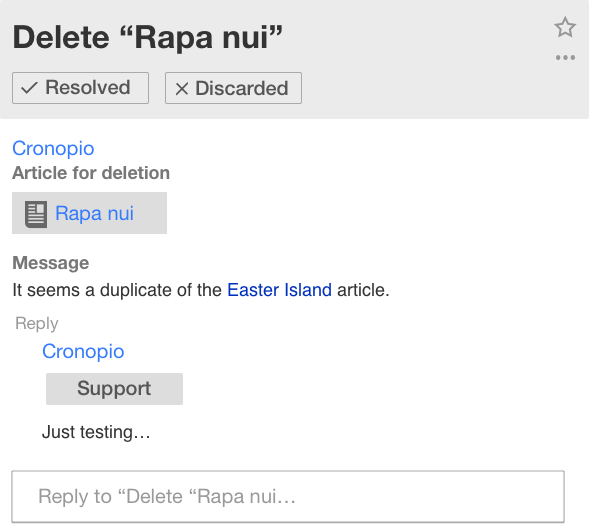 Delete “Rapa nui”
Resolved
Discarded
Cronopio
Article for deletion
Rapa nui
Message
It seems a duplicate of the Easter Island article.
Reply
Cronopio
Support
Just testing…
Reply to “Delete “Rapa nui…